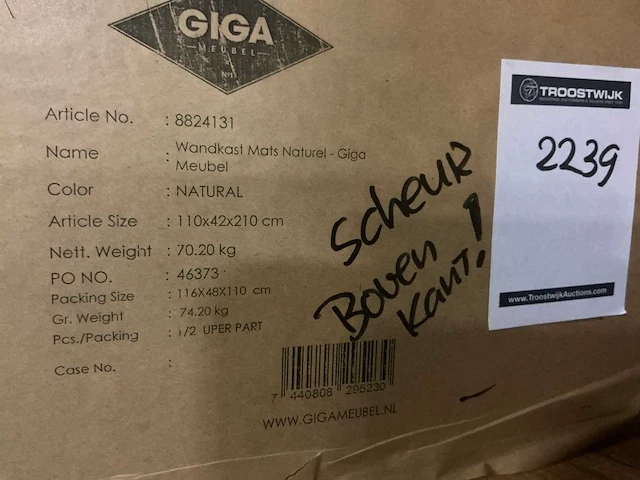 GIGA
MEUBEL
Article No. : 8824131
Name : Wandkast Mats Naturel - Giga
Meubel
Color : NATURAL
Article Size : 110x42x210 cm
Nett. Weight : 70.20 kg
PO NO. : 46373
Packing Size : 116X48X110 cm
Gr. Weight : 74.20 kg
Pcs./Packing : 1/2 UPER PART
Case No. :
7 440808 295230
WWW.GIGAMEUBEL.NL
Scheur
Boven
Kant!
TROOSTWIJK
2239
www.TroostwijkAuctions.com